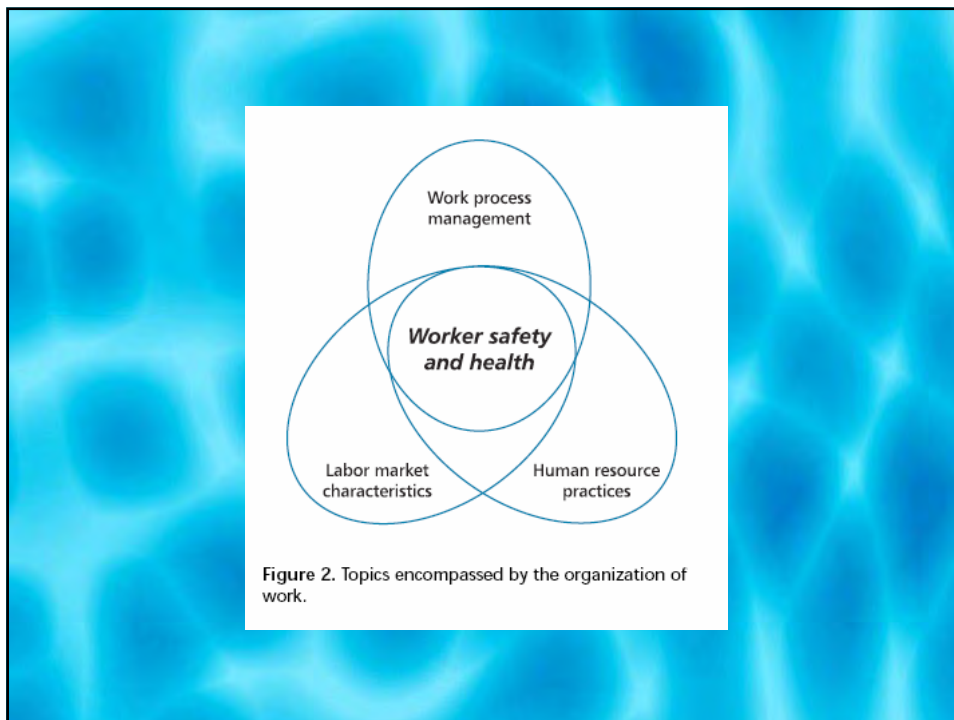 Work process
management
Worker safety
and health
Labor market
characteristics
Human resource
practices
Figure 2. Topics encompassed by the organization of
work.